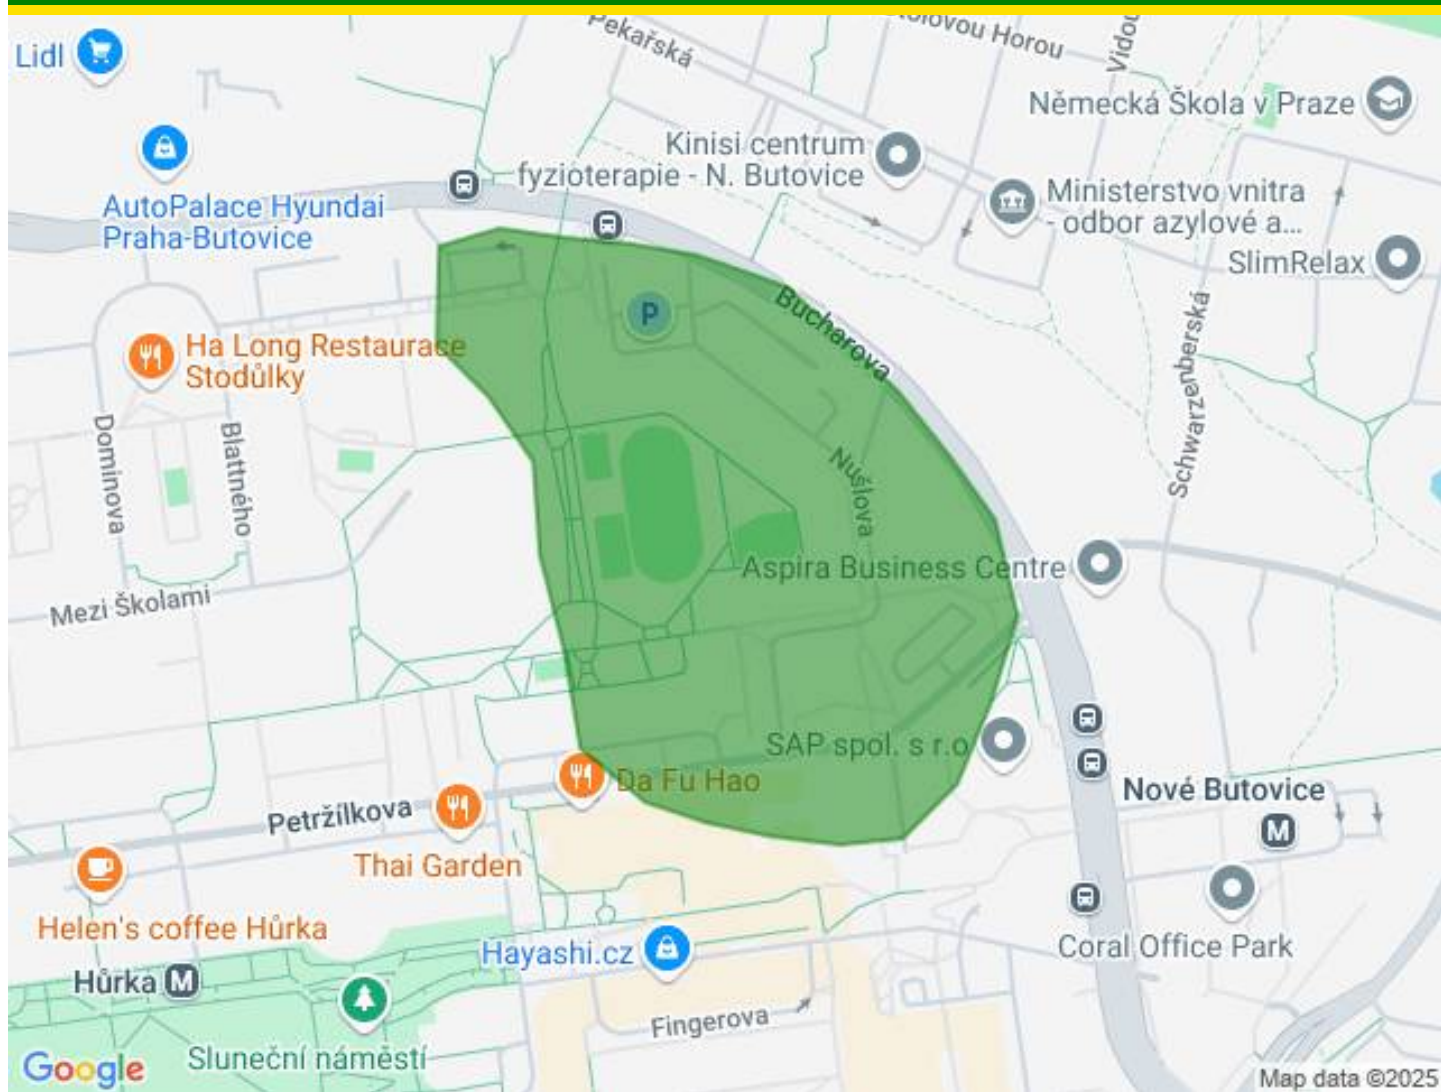 Pekařská
Lidl
Horou
Německá Škola v Praze
Kinisi centrum
fyzioterapie - N. Butovice
Ministerstvo vnitra
- odbor azylové a...
AutoPalace Hyundai
Praha-Butovice
SlimRelax
P
Bucharova
Ha Long Restaurace
Stodůlky
Schwarzenberská
Dominova
Blattného
Nušlova
Aspira Business Centre
Mezi Školami
SAP spol. s r.o
Da Fu Hao
Nové Butovice
M
Petržílkova
Thai Garden
Helen's coffee Hůrka
Hayashi.cz
Coral Office Park
Hůrka M
Fingerova
Sluneční náměstí
Google
Map data ©2025